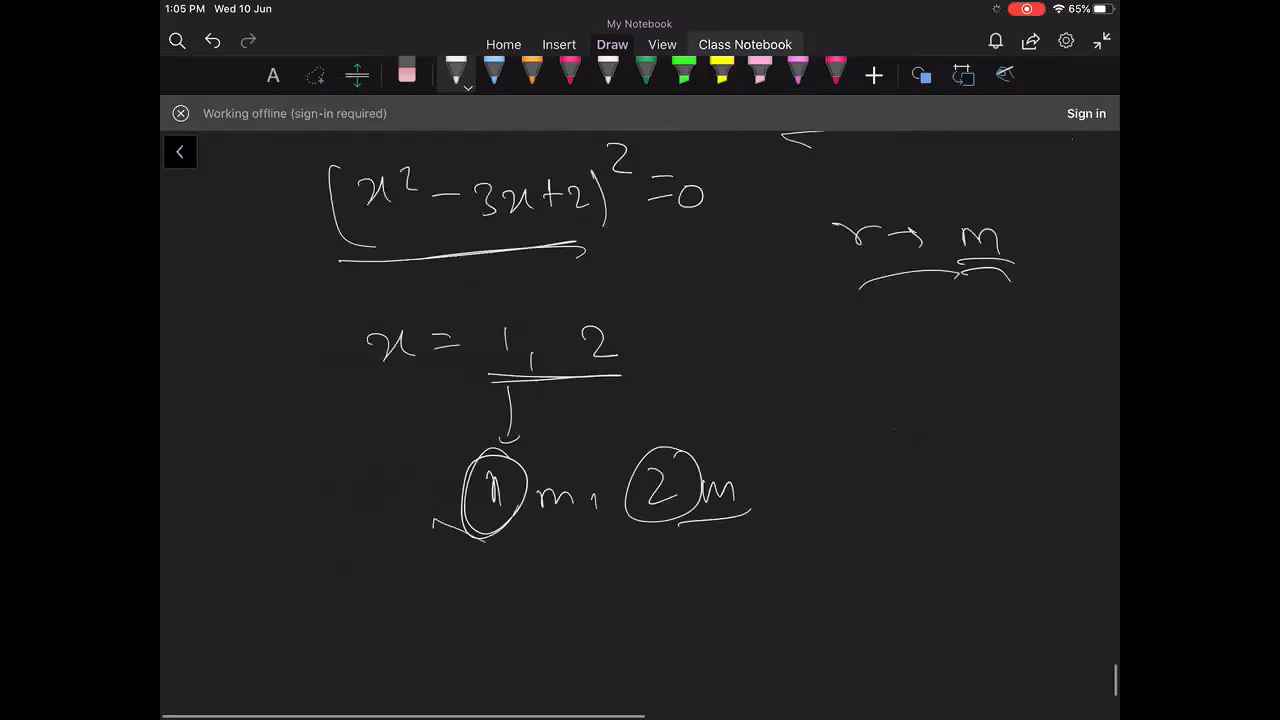 1:05 PM Wed 10 Jun
65%
My Notebook
Home Insert Draw View Class Notebook
A
Working offline (sign-in required) Sign in
(x² - 3x + 2)² = 0
r → m
x = 1, 2
1 m, 2 m